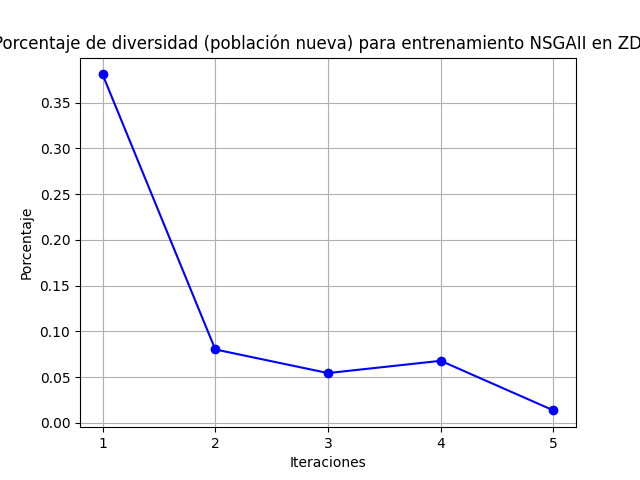 Porcentaje de diversidad (población nueva) para entrenamiento NSGAII en ZD
0.35
0.30
0.25
0.20
0.15
0.10
0.05
0.00
Porcentaje
1 2 3 4 5
Iteraciones